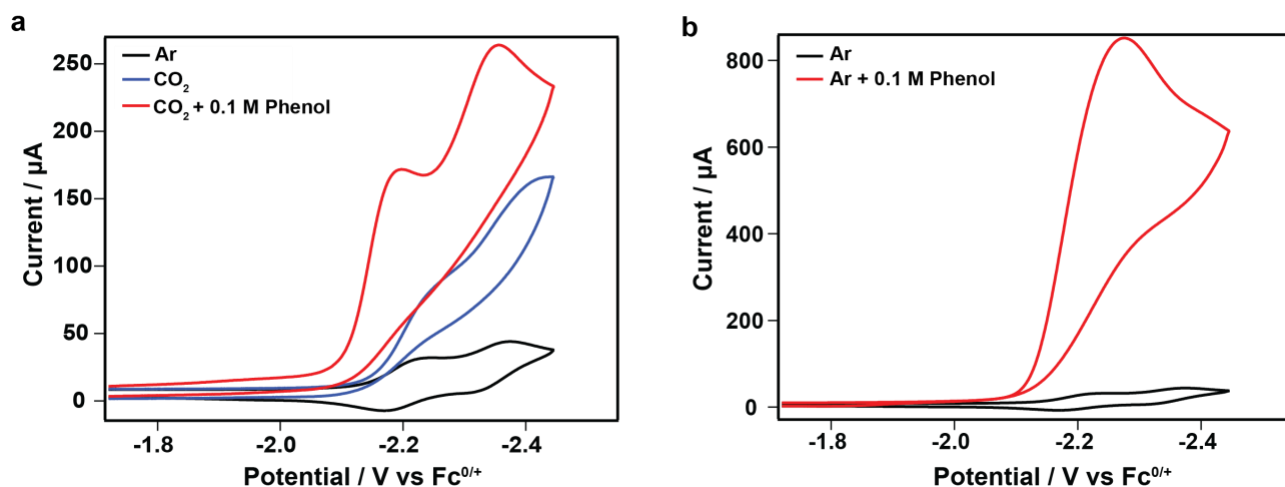 a
Ar
CO₂
CO₂ + 0.1 M Phenol
250
200
150
100
50
0
Current / μA
-1.8
-2.0
-2.2
-2.4
Potential / V vs Fc⁰ᐟ⁺
b
Ar
Ar + 0.1 M Phenol
800
600
400
200
0
Current / μA
-1.8
-2.0
-2.2
-2.4
Potential / V vs Fc⁰ᐟ⁺